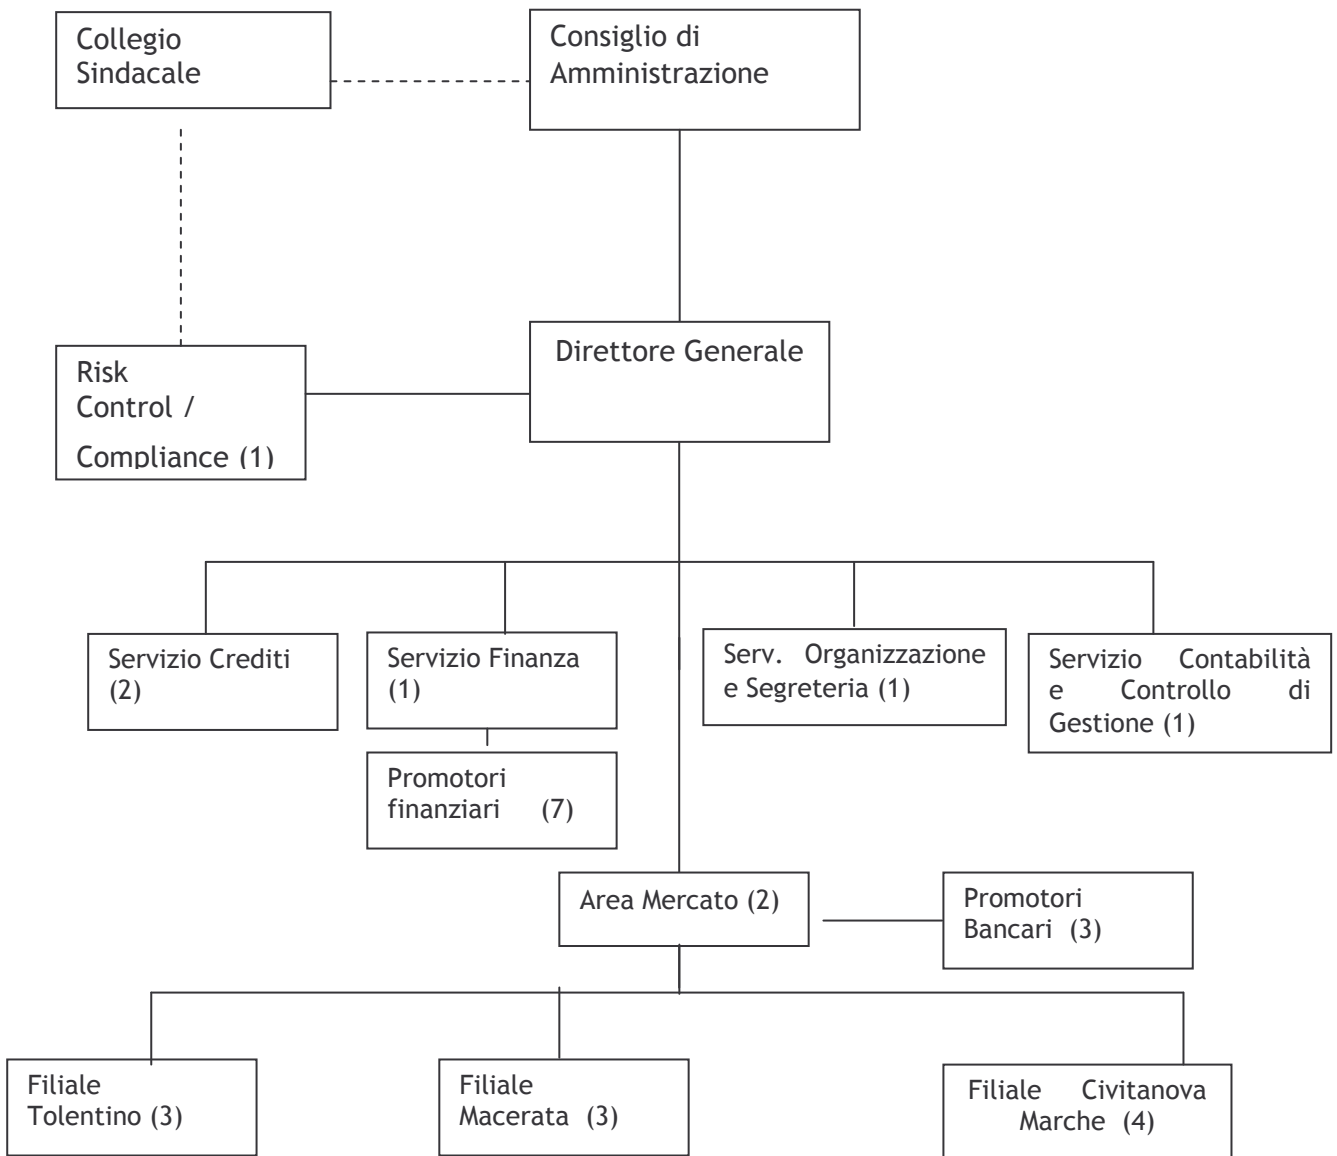 Collegio
Sindacale
Consiglio di
Amministrazione
Direttore Generale
Risk
Control /
Compliance (1)
Servizio Crediti
(2)
Servizio Finanza
(1)
Serv. Organizzazione
e Segreteria (1)
Servizio Contabilità
e Controllo di
Gestione (1)
Promotori
finanziari (7)
Area Mercato (2)
Promotori
Bancari (3)
Filiale
Tolentino (3)
Filiale
Macerata (3)
Filiale Civitanova
Marche (4)